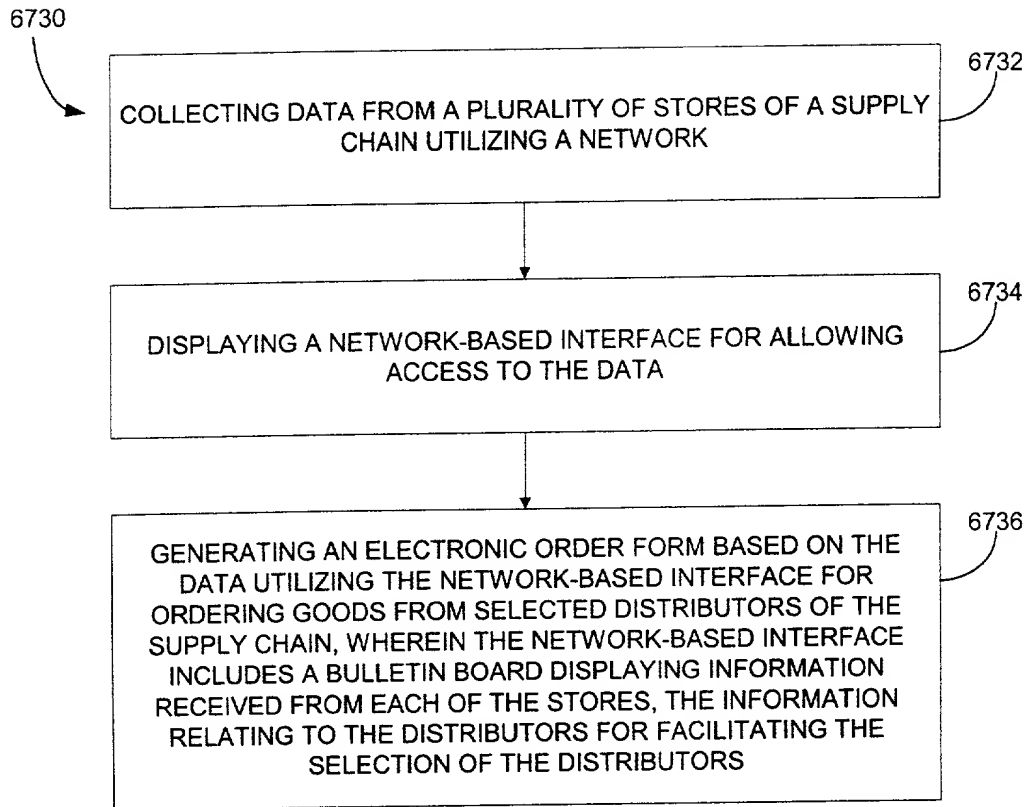 6730
6732
COLLECTING DATA FROM A PLURALITY OF STORES OF A SUPPLY
CHAIN UTILIZING A NETWORK
6734
DISPLAYING A NETWORK-BASED INTERFACE FOR ALLOWING
ACCESS TO THE DATA
6736
GENERATING AN ELECTRONIC ORDER FORM BASED ON THE
DATA UTILIZING THE NETWORK-BASED INTERFACE FOR
ORDERING GOODS FROM SELECTED DISTRIBUTORS OF THE
SUPPLY CHAIN, WHEREIN THE NETWORK-BASED INTERFACE
INCLUDES A BULLETIN BOARD DISPLAYING INFORMATION
RECEIVED FROM EACH OF THE STORES, THE INFORMATION
RELATING TO THE DISTRIBUTORS FOR FACILITATING THE
SELECTION OF THE DISTRIBUTORS